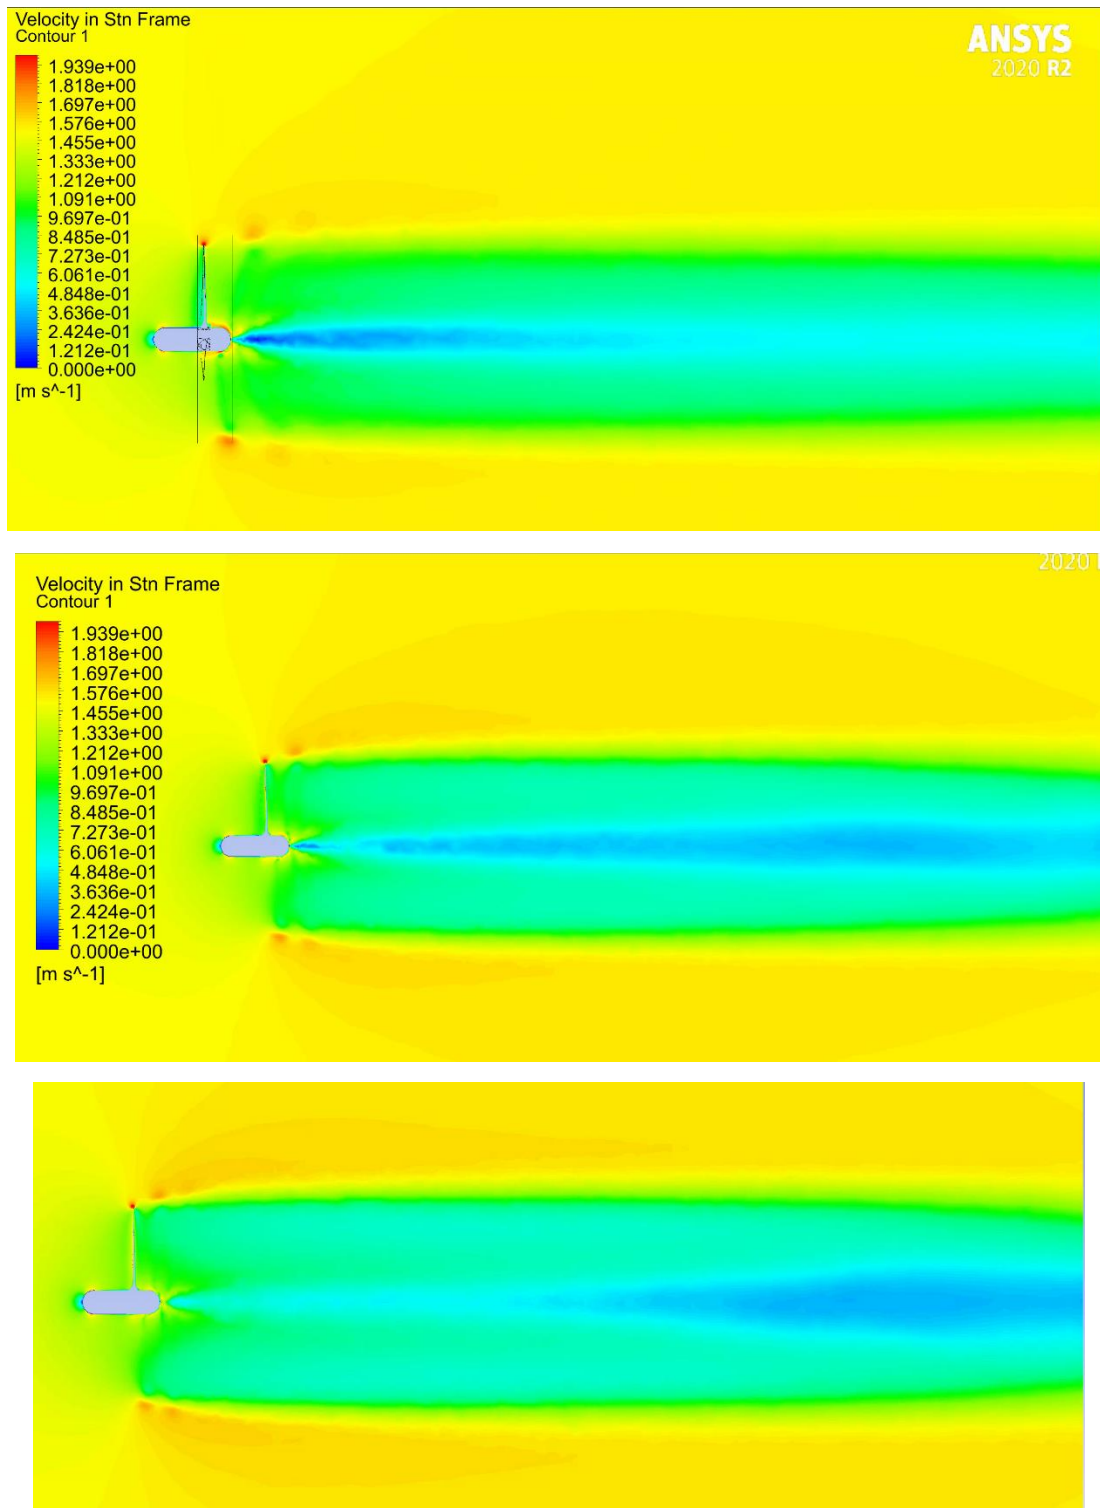 Velocity in Stn Frame
Contour 1
ANSYS
2020 R2
1.939e+00
1.818e+00
1.697e+00
1.576e+00
1.455e+00
1.333e+00
1.212e+00
1.091e+00
9.697e-01
8.485e-01
7.273e-01
6.061e-01
4.848e-01
3.636e-01
2.424e-01
1.212e-01
0.000e+00
[m s^-1]
2020
Velocity in Stn Frame
Contour 1
1.939e+00
1.818e+00
1.697e+00
1.576e+00
1.455e+00
1.333e+00
1.212e+00
1.091e+00
9.697e-01
8.485e-01
7.273e-01
6.061e-01
4.848e-01
3.636e-01
2.424e-01
1.212e-01
0.000e+00
[m s^-1]